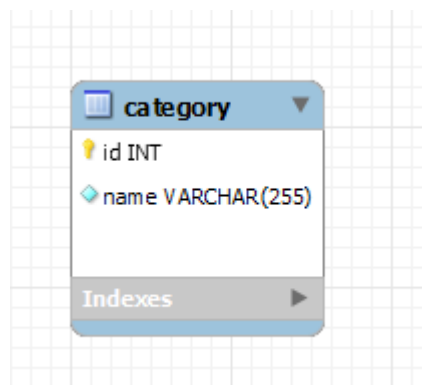 category
id INT
name VARCHAR(255)
Indexes